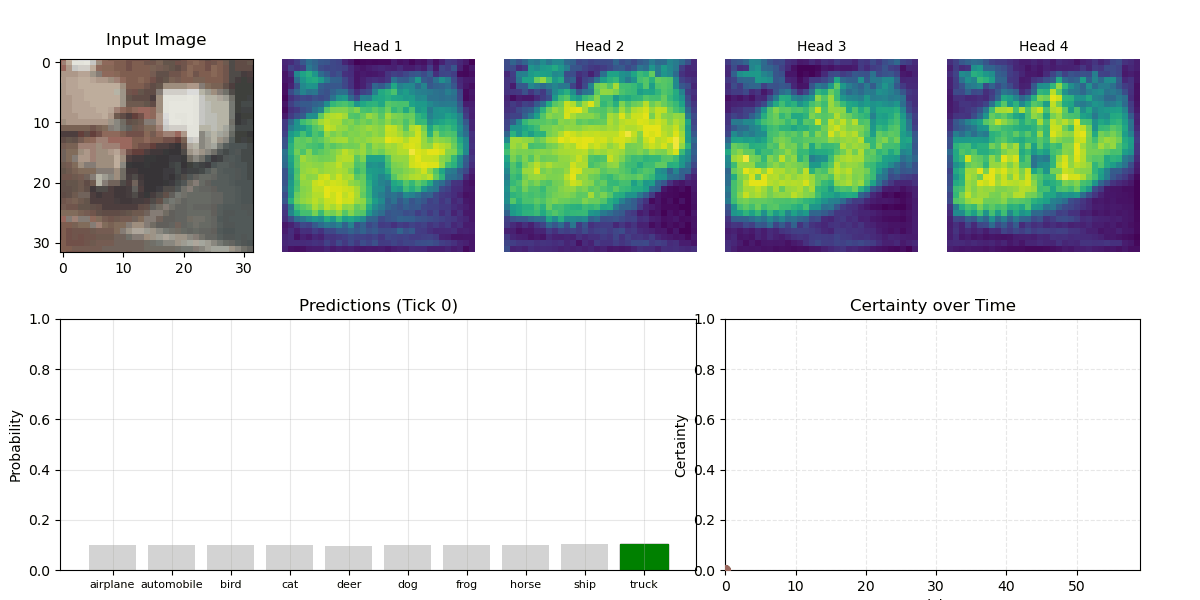 Input Image
Head 1
Head 2
Head 3
Head 4
0
10
20
30
0
10
20
30
Predictions (Tick 0)
Probability
1.0
0.8
0.6
0.4
0.2
0.0
airplane
automobile
bird
cat
deer
dog
frog
horse
ship
truck
Certainty over Time
Certainty
1.0
0.8
0.6
0.4
0.2
0.0
0
10
20
30
40
50